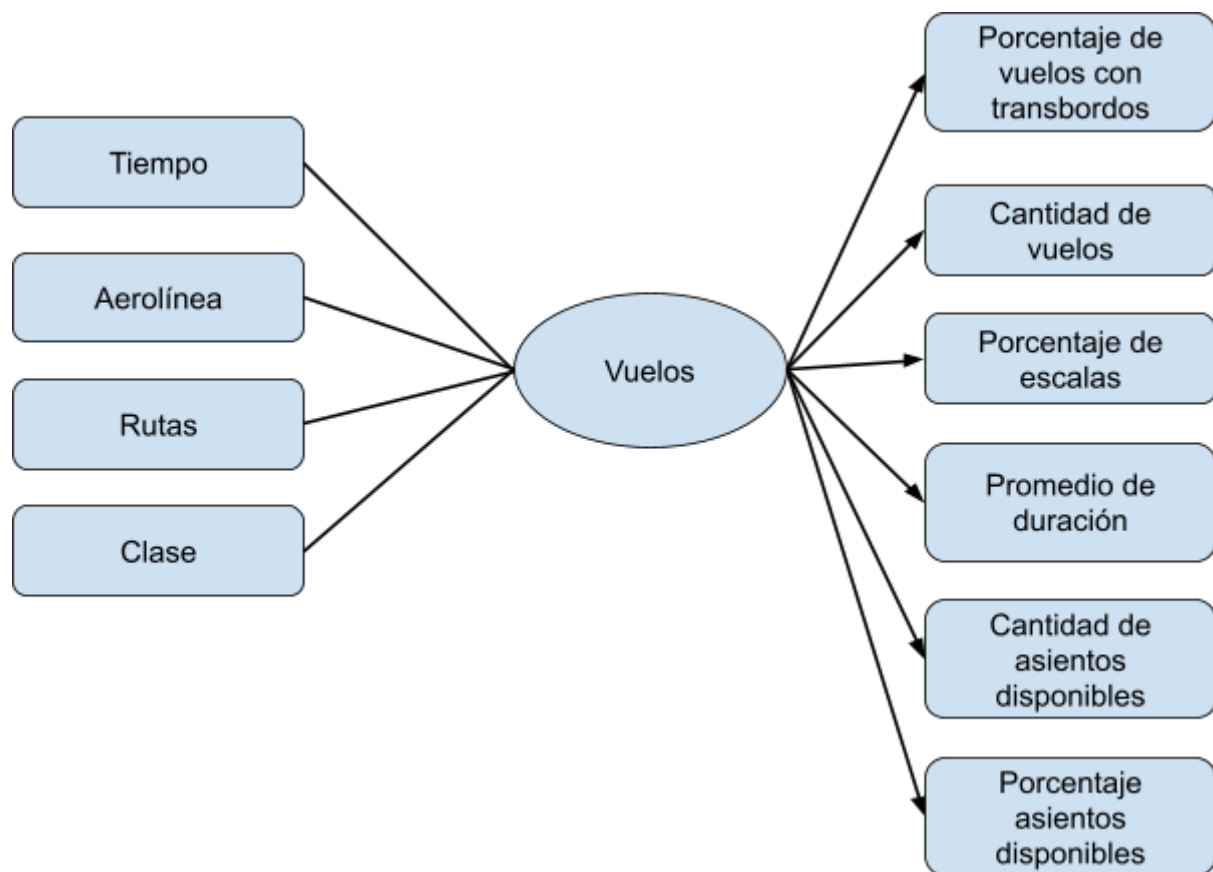 Tiempo
Aerolínea
Rutas
Clase
Vuelos
Porcentaje de
vuelos con
transbordos
Cantidad de
vuelos
Porcentaje de
escalas
Promedio de
duración
Cantidad de
asientos
disponibles
Porcentaje
asientos
disponibles